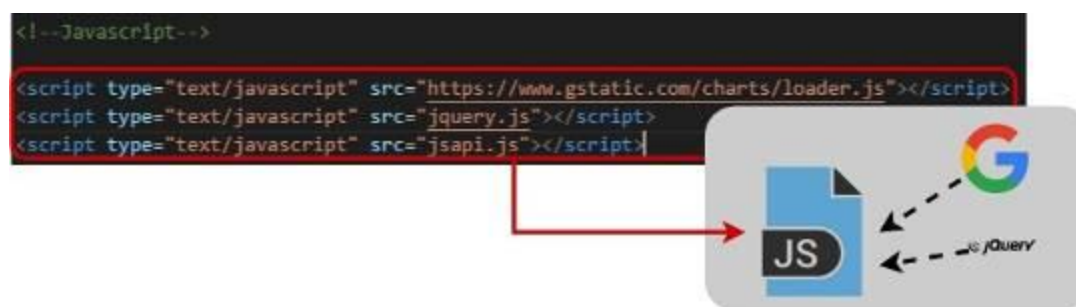 <!--Javascript-->
<script type="text/javascript" src="https://www.gstatic.com/charts/loader.js"></script>
<script type="text/javascript" src="jquery.js"></script>
<script type="text/javascript" src="jsapi.js"></script>
JS
JS jQuery